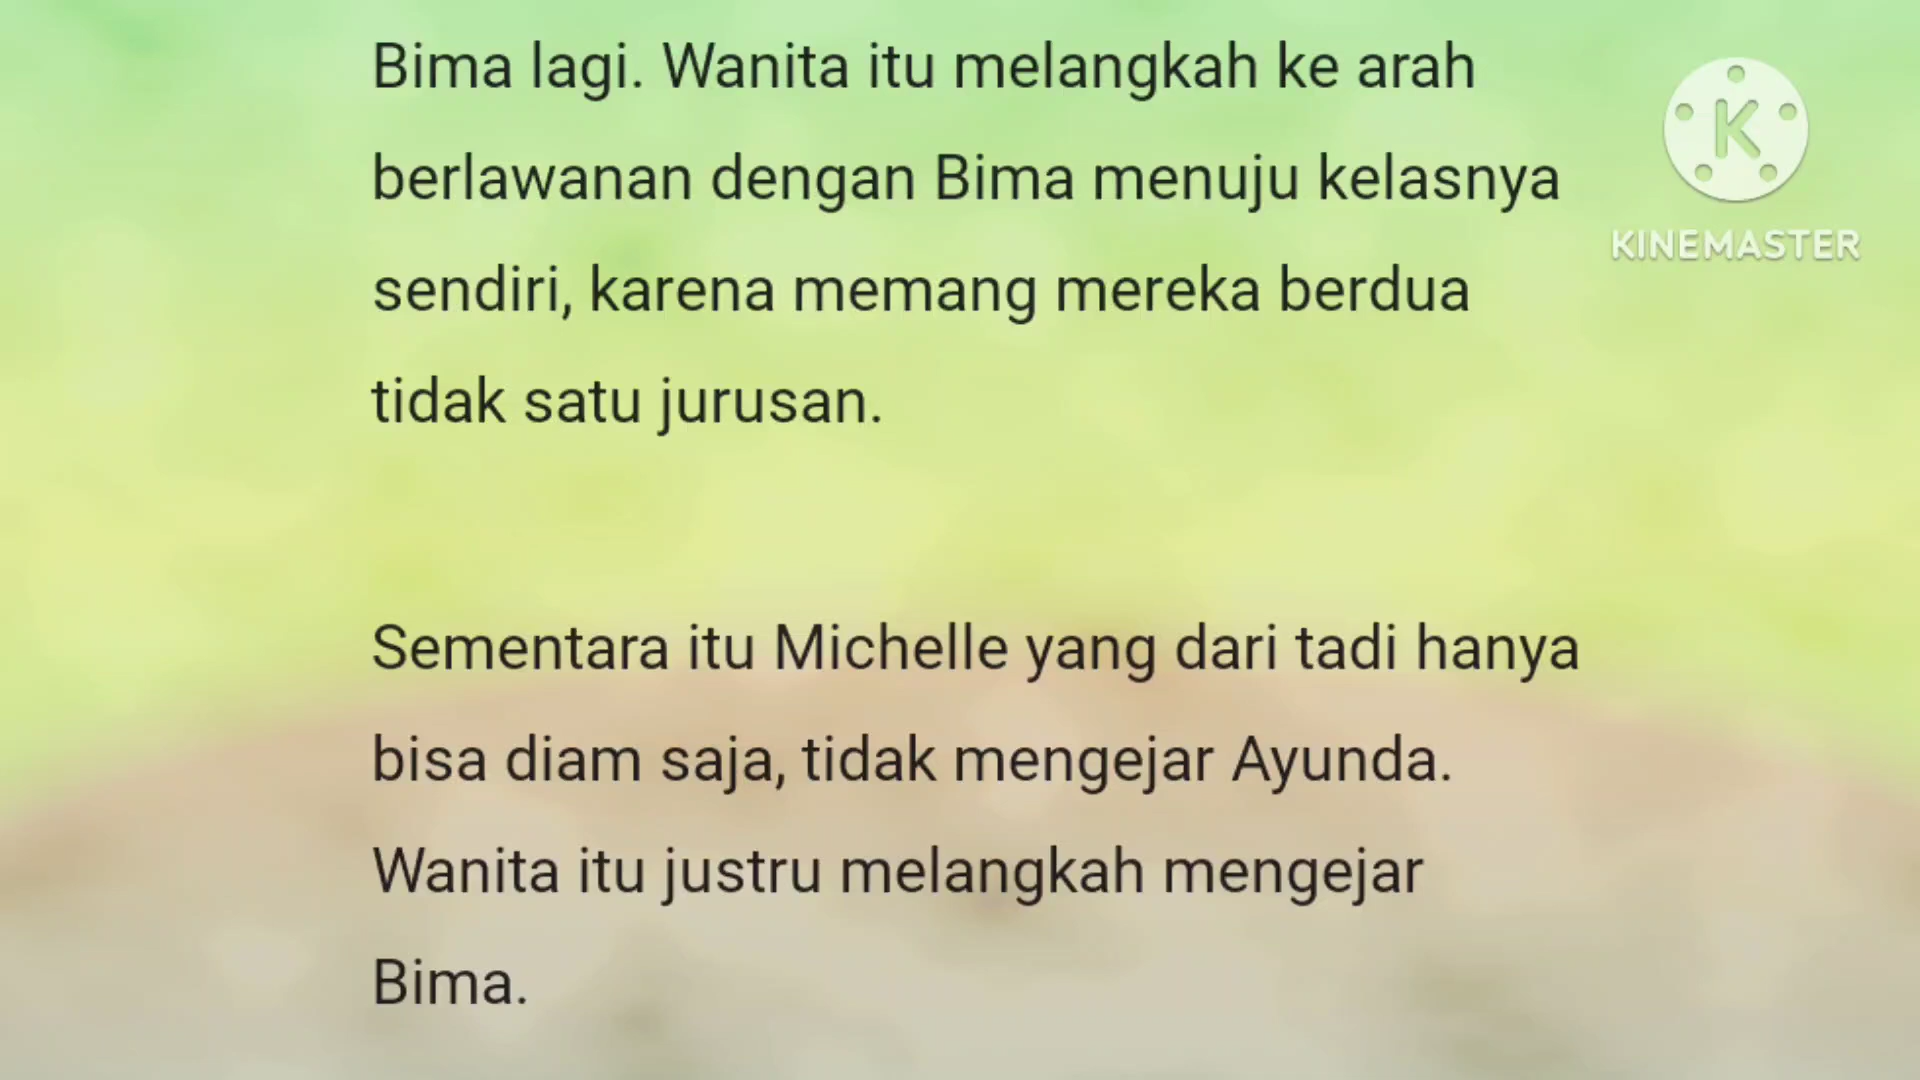 Bima lagi. Wanita itu melangkah ke arah
berlawanan dengan Bima menuju kelasnya
sendiri, karena memang mereka berdua
tidak satu jurusan.
Sementara itu Michelle yang dari tadi hanya
bisa diam saja, tidak mengejar Ayunda.
Wanita itu justru melangkah mengejar
Bima.
K
KINEMASTER